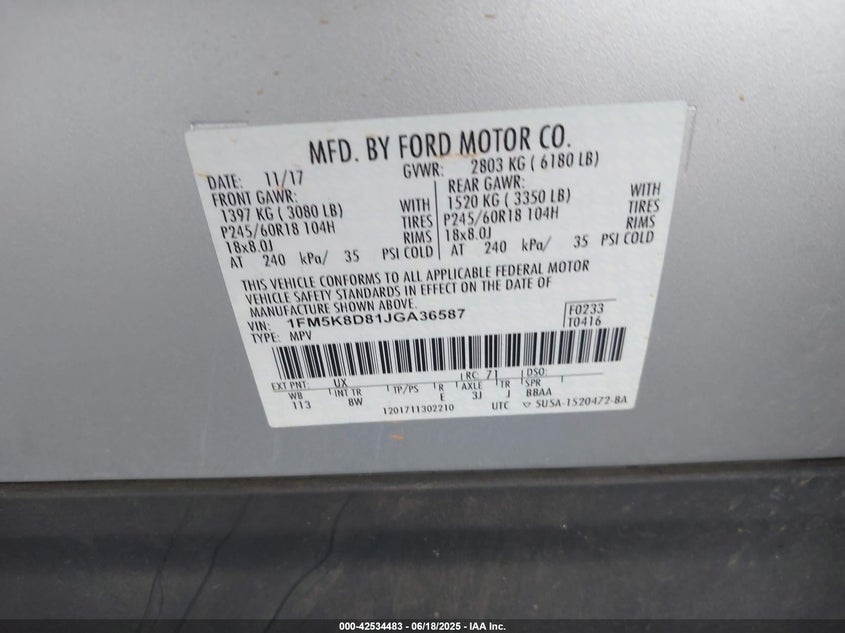 MFD. BY FORD MOTOR CO.
DATE: 11/17 GVWR: 2803 KG ( 6180 LB)
FRONT GAWR: REAR GAWR:
1397 KG ( 3080 LB) WITH 1520 KG ( 3350 LB) WITH
P245/60R18 104H TIRES P245/60R18 104H TIRES
18x8.0J RIMS 18x8.0J RIMS
AT 240 kPa/ 35 PSI COLD AT 240 kPa/ 35 PSI COLD
THIS VEHICLE CONFORMS TO ALL APPLICABLE FEDERAL MOTOR
VEHICLE SAFETY STANDARDS IN EFFECT ON THE DATE OF
MANUFACTURE SHOWN ABOVE.
VIN: 1FM5K8D81JGA36587 F0233
TYPE: MPV T0416
EXT PNT: UX RC: 71 DSO:
WB INT TR TP/PS R AXLE TR SPR
113 8W E 3J J BBAA
1201711302210 UTC ▽ SUSA-1520472-BA
000-42534483 - 06/18/2025 - IAA Inc.